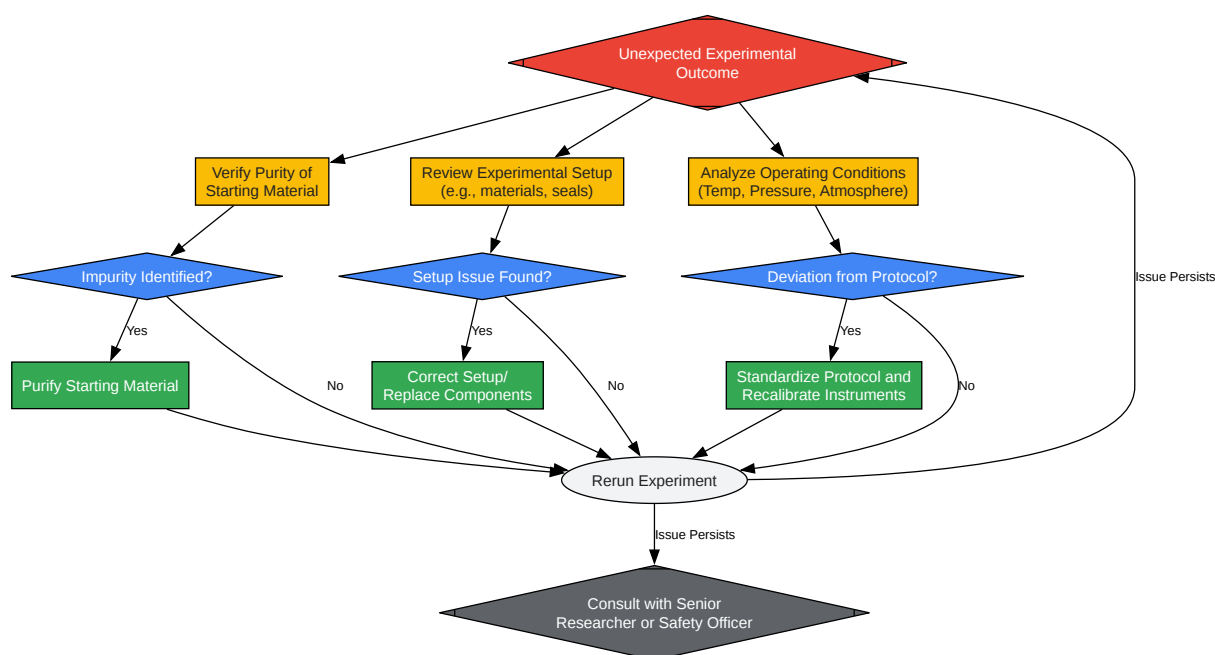 Unexpected Experimental
Outcome
Verify Purity of
Starting Material
Review Experimental Setup
(e.g., materials, seals)
Analyze Operating Conditions
(Temp, Pressure, Atmosphere)
Impurity Identified?
Setup Issue Found?
Deviation from Protocol?
Issue Persists
Yes
Yes
Yes
Purify Starting Material
No
Correct Setup/
Replace Components
No
Standardize Protocol and
Recalibrate Instruments
No
Rerun Experiment
Issue Persists
Consult with Senior
Researcher or Safety Officer